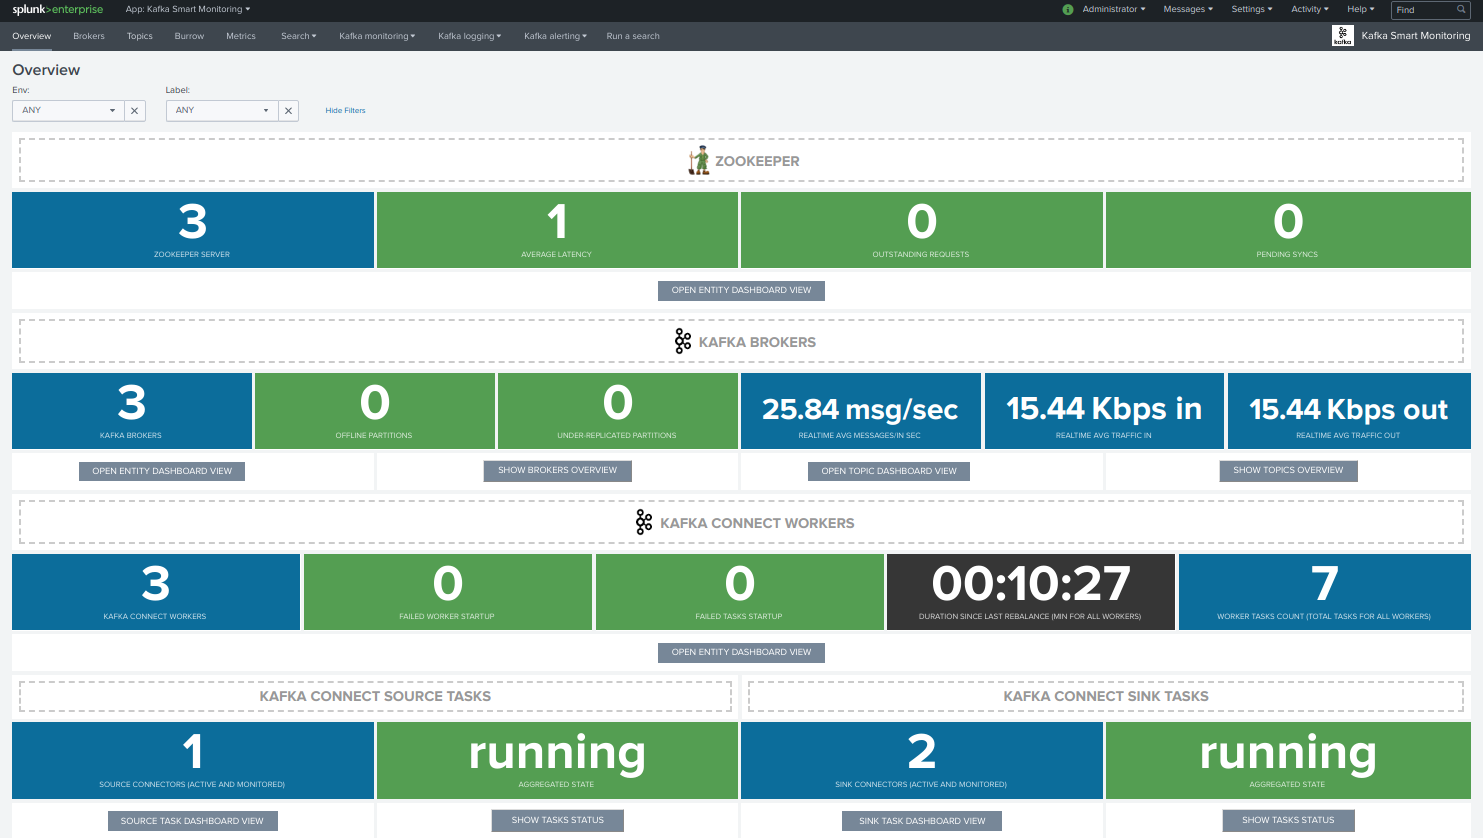 splunk>enterprise App: Kafka Smart Monitoring i Administrator Messages Settings Activity Help Find
Overview Brokers Topics Burrow Metrics Search Kafka monitoring Kafka logging Kafka alerting Run a search kafka Kafka Smart Monitoring
Overview
Env: Label:
ANY ANY Hide Filters
ZOOKEEPER
3 1 0 0
ZOOKEEPER SERVER AVERAGE LATENCY OUTSTANDING REQUESTS PENDING SYNCS
OPEN ENTITY DASHBOARD VIEW
KAFKA BROKERS
3 0 0 25.84 msg/sec 15.44 Kbps in 15.44 Kbps out
KAFKA BROKERS OFFLINE PARTITIONS UNDER-REPLICATED PARTITIONS REALTIME AVG MESSAGES/IN SEC REALTIME AVG TRAFFIC IN REALTIME AVG TRAFFIC OUT
OPEN ENTITY DASHBOARD VIEW SHOW BROKERS OVERVIEW OPEN TOPIC DASHBOARD VIEW SHOW TOPICS OVERVIEW
KAFKA CONNECT WORKERS
3 0 0 00:10:27 7
KAFKA CONNECT WORKERS FAILED WORKER STARTUP FAILED TASKS STARTUP DURATION SINCE LAST REBALANCE (MIN FOR ALL WORKERS) WORKER TASKS COUNT (TOTAL TASKS FOR ALL WORKERS)
OPEN ENTITY DASHBOARD VIEW
KAFKA CONNECT SOURCE TASKS KAFKA CONNECT SINK TASKS
1 running 2 running
SOURCE CONNECTORS (ACTIVE AND MONITORED) AGGREGATED STATE SINK CONNECTORS (ACTIVE AND MONITORED) AGGREGATED STATE
SOURCE TASK DASHBOARD VIEW SHOW TASKS STATUS SINK TASK DASHBOARD VIEW SHOW TASKS STATUS